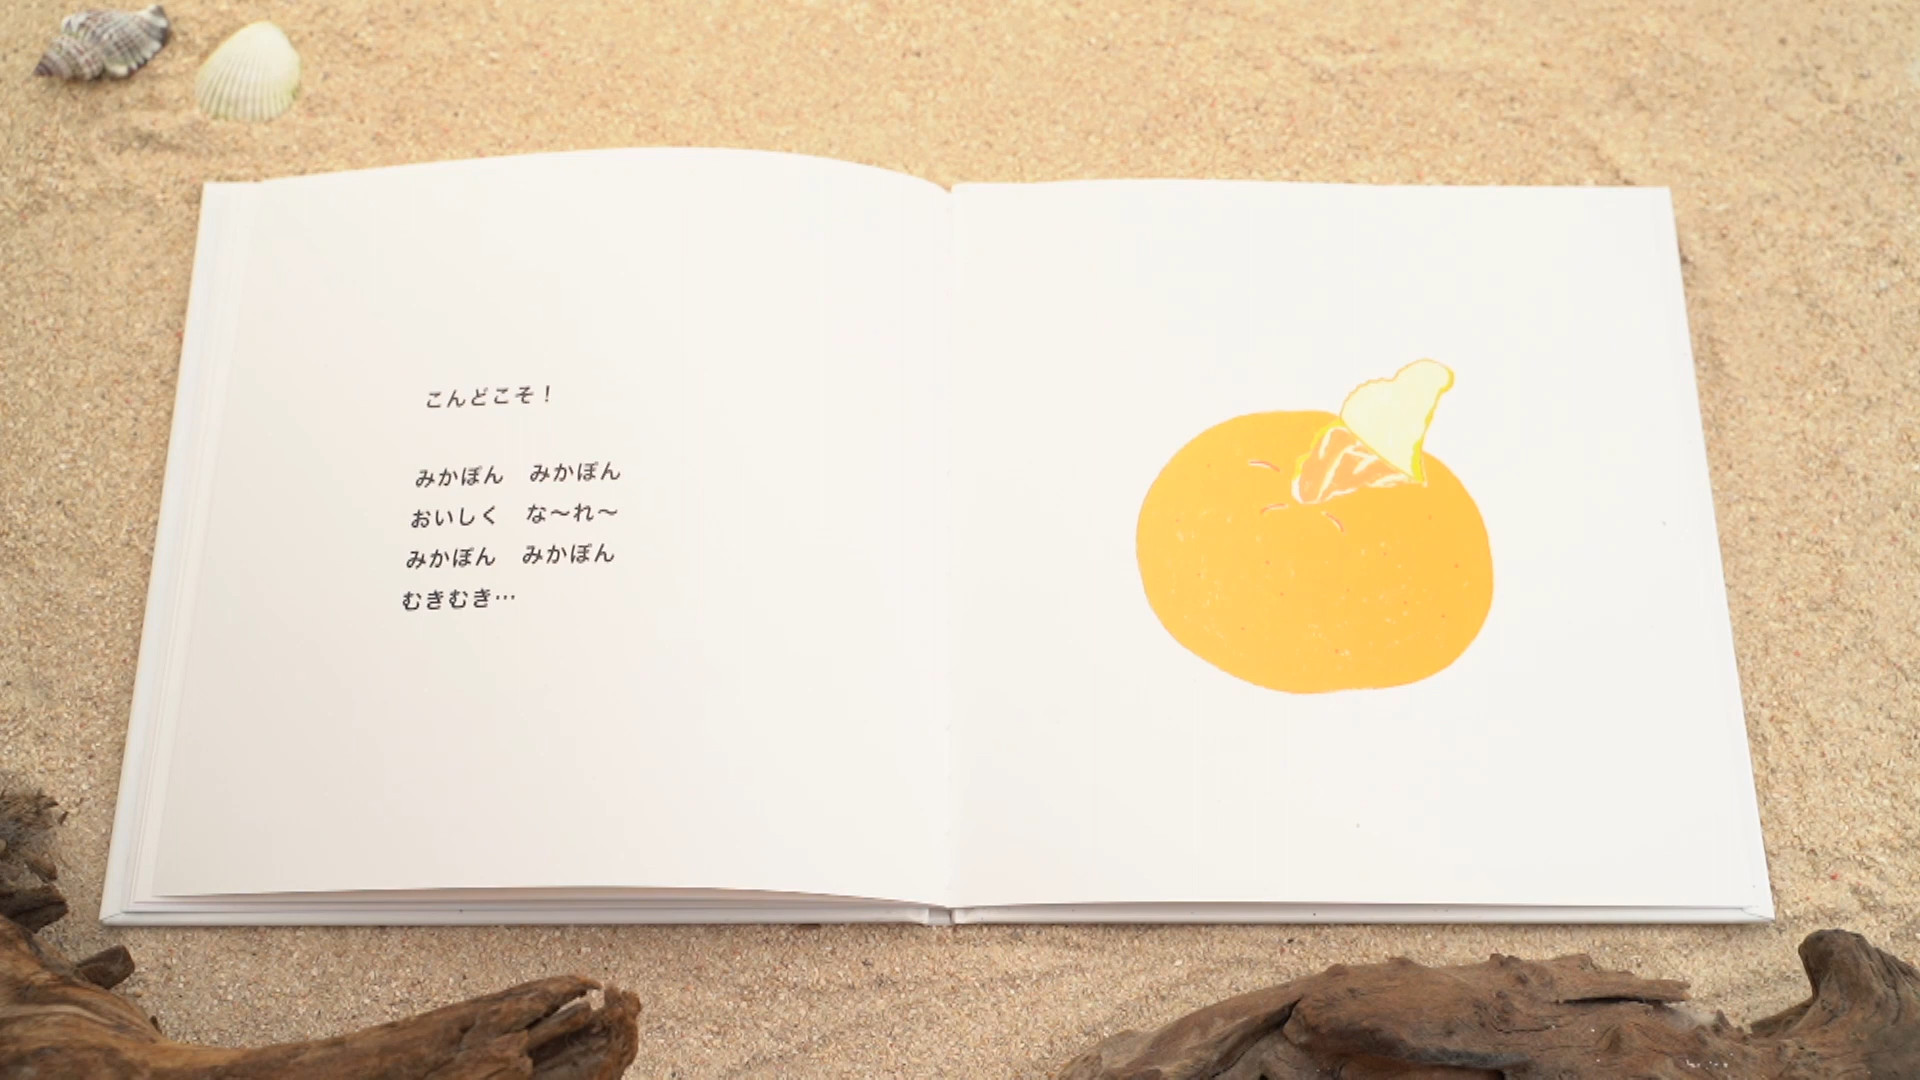 こんどこそ！
みかぽん　みかぽん
おいしく　な〜れ〜
みかぽん　みかぽん
むきむき…